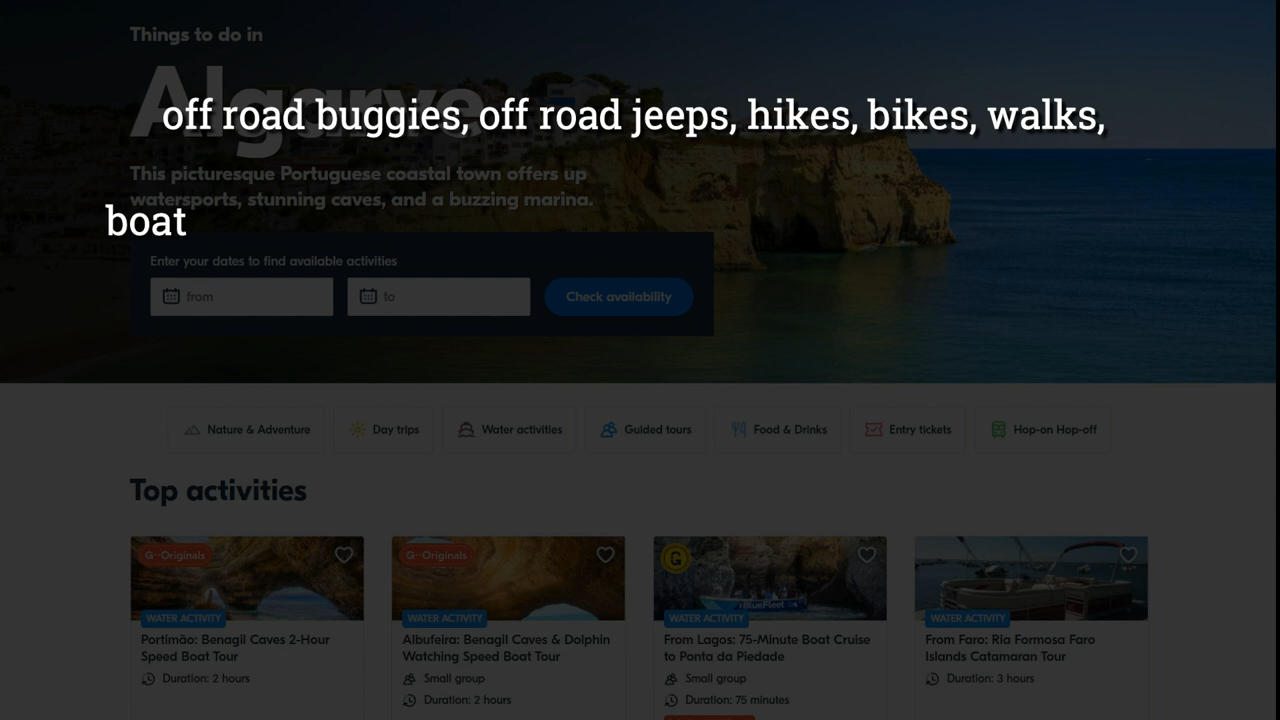 Things to do in
Algarve
off road buggies, off road jeeps, hikes, bikes, walks,
This picturesque Portuguese coastal town offers up
watersports, stunning caves, and a buzzing marina.
boat
Enter your dates to find available activities
from
to
Check availability
Nature & Adventure
Day trips
Water activities
Guided tours
Food & Drinks
Entry tickets
Hop-on Hop-off
Top activities
G Originals
WATER ACTIVITY
Portimão: Benagil Caves 2-Hour
Speed Boat Tour
Duration: 2 hours
G Originals
WATER ACTIVITY
Albufeira: Benagil Caves & Dolphin
Watching Speed Boat Tour
Small group
Duration: 2 hours
G
BlueFleet
WATER ACTIVITY
From Lagos: 75-Minute Boat Cruise
to Ponta da Piedade
Small group
Duration: 75 minutes
WATER ACTIVITY
From Faro: Ria Formosa Faro
Islands Catamaran Tour
Duration: 3 hours